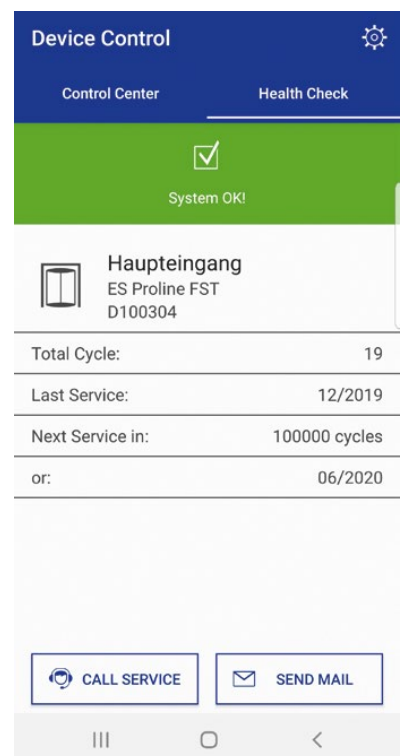 Device Control
Control Center Health Check
System OK!
Haupteingang
ES Proline FST
D100304
Total Cycle: 19
Last Service: 12/2019
Next Service in: 100000 cycles
or: 06/2020
CALL SERVICE SEND MAIL